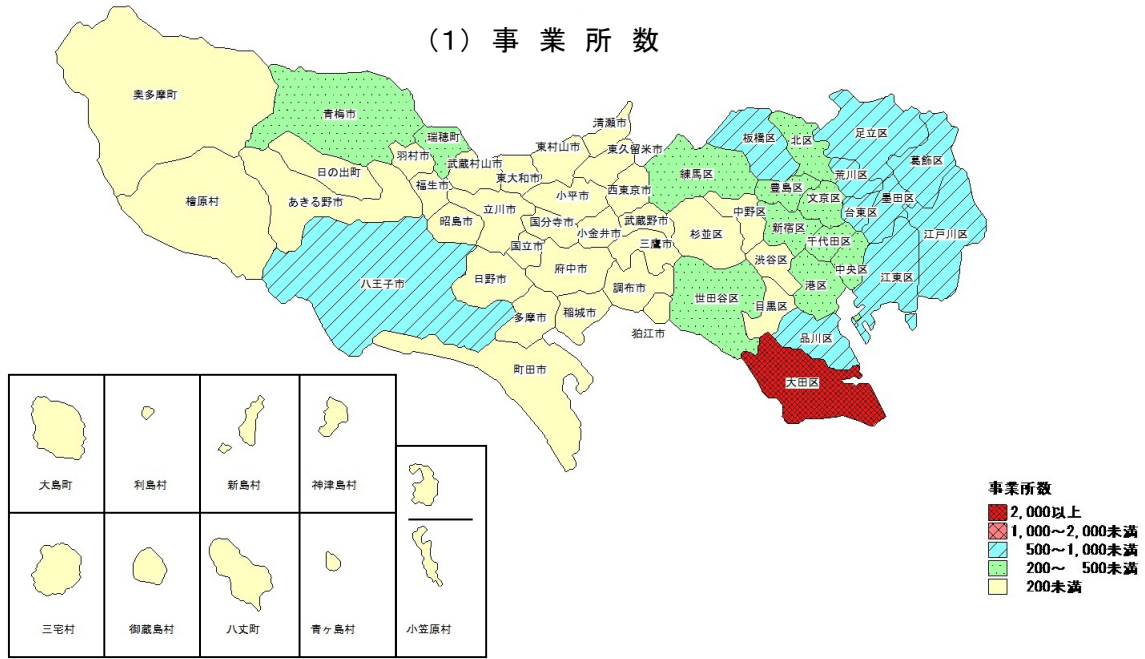 (1) 事業所数
奥多摩町
青梅市
瑞穂町
清瀬市
板橋区
北区
足立区
羽村市
武蔵村山市
東村山市
東久留米市
日の出町
福生市
東大和市
練馬区
荒川区
葛飾区
檜原村
あきる野市
小平市
西東京市
豊島区
文京区
墨田区
昭島市
立川市
国分寺市
武蔵野市
中野区
台東区
小金井市
杉並区
新宿区
江戸川区
国立市
三鷹市
千代田区
八王子市
日野市
府中市
渋谷区
中央区
江東区
調布市
港区
世田谷区
多摩市
稲城市
目黒区
狛江市
品川区
町田市
大田区
大島町
利島村
新島村
神津島村
三宅村
御蔵島村
八丈町
青ヶ島村
小笠原村
事業所数
2,000以上
1,000～2,000未満
500～1,000未満
200～ 500未満
200未満